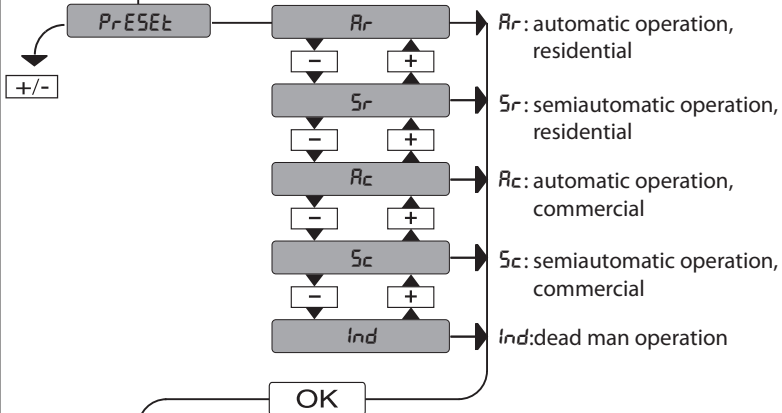 PrESEt
Ar
Ar: automatic operation,
residential
+/-
- +
Sr
Sr: semiautomatic operation,
residential
- +
Ac
Ac: automatic operation,
commercial
- +
Sc
Sc: semiautomatic operation,
commercial
- +
Ind
Ind:dead man operation
OK